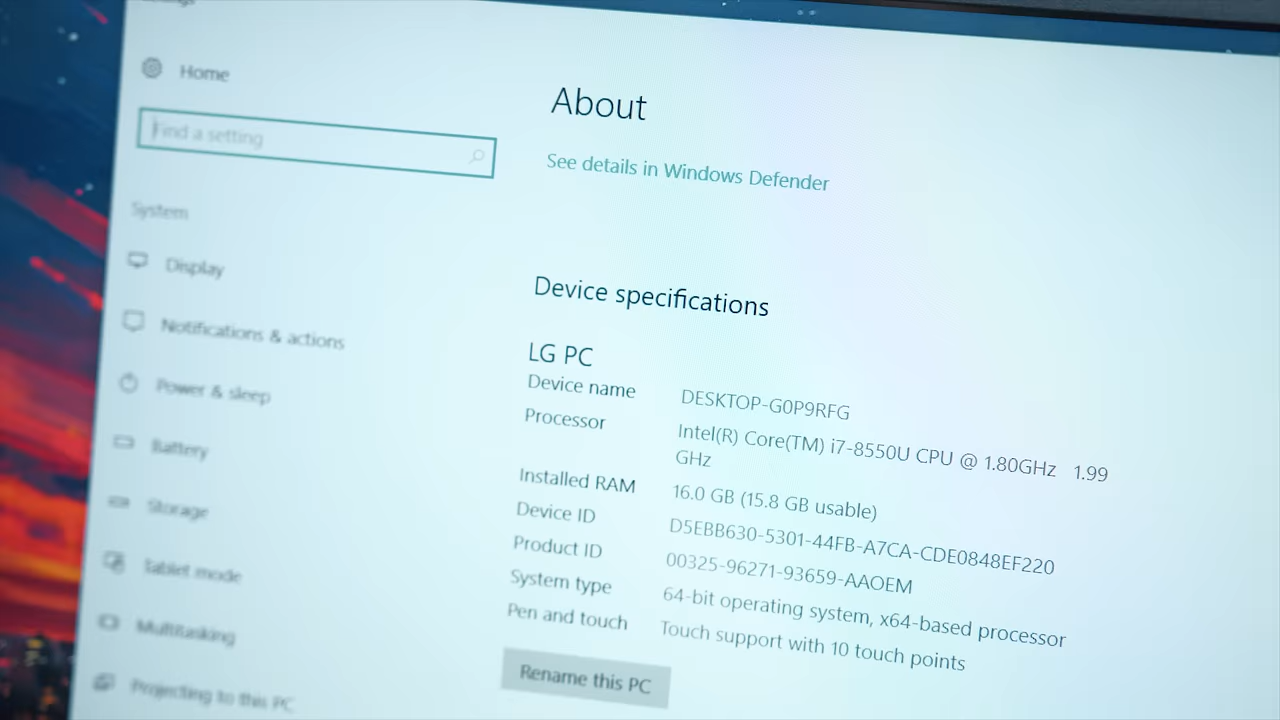 Home
Find a setting
System
Display
Notifications & actions
Power & sleep
Battery
Storage
Tablet mode
Multitasking
Projecting to this PC
About
See details in Windows Defender
Device specifications
LG PC
Device name DESKTOP-G0P9RFG
Processor Intel(R) Core(TM) i7-8550U CPU @ 1.80GHz 1.99
GHz
Installed RAM 16.0 GB (15.8 GB usable)
Device ID D5EBB630-5301-44FB-A7CA-CDE0848EF220
Product ID 00325-96271-93659-AAOEM
System type 64-bit operating system, x64-based processor
Pen and touch Touch support with 10 touch points
Rename this PC